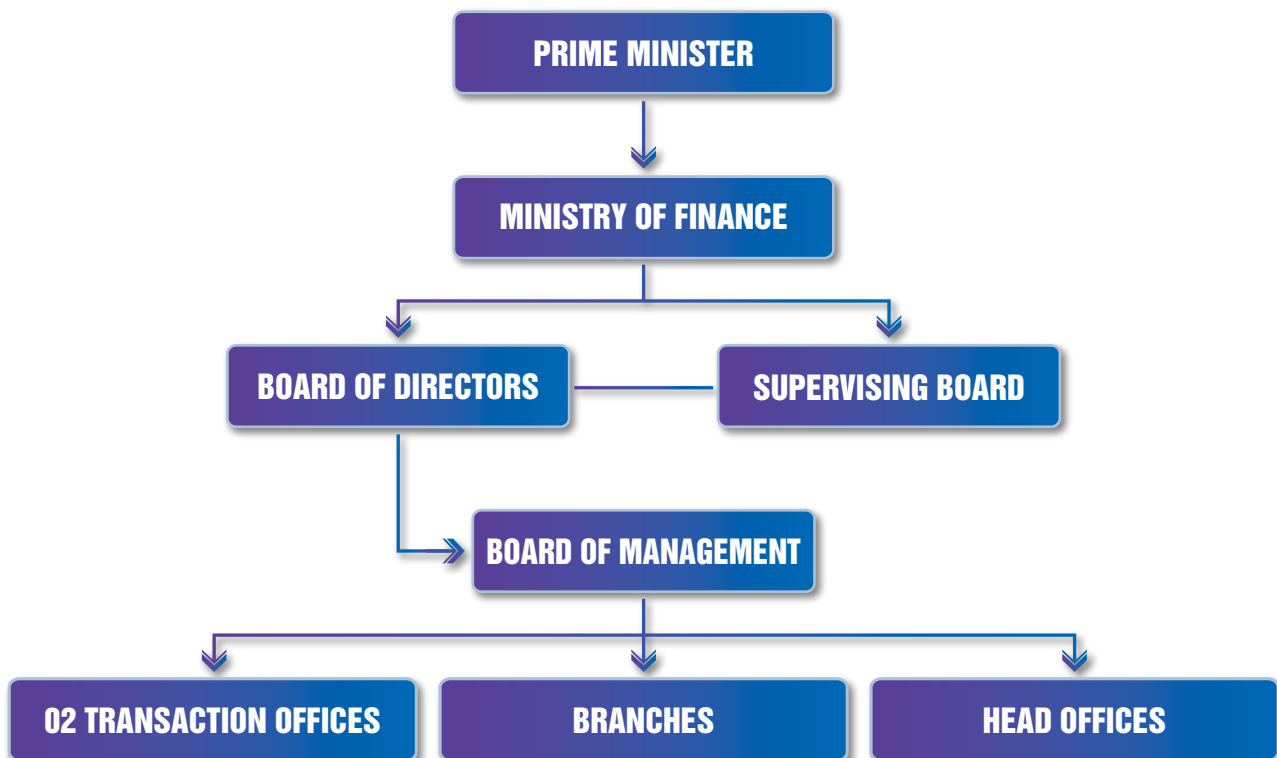 PRIME MINISTER
MINISTRY OF FINANCE
BOARD OF DIRECTORS
SUPERVISING BOARD
BOARD OF MANAGEMENT
02 TRANSACTION OFFICES
BRANCHES
HEAD OFFICES